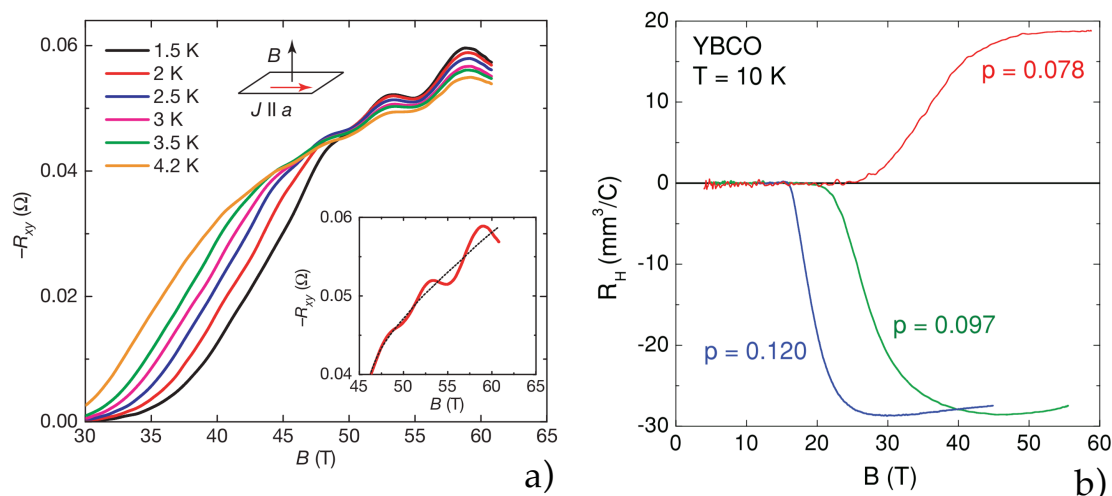 0.06
0.04
0.02
0.00
−Rxy (Ω)
1.5 K
2 K
2.5 K
3 K
3.5 K
4.2 K
B
J || a
0.06
0.05
0.04
−Rxy (Ω)
45 50 55 60 65
B (T)
30 35 40 45 50 55 60 65
B (T)
a)
20
10
0
-10
-20
-30
RH (mm³/C)
YBCO
T = 10 K
p = 0.078
p = 0.097
p = 0.120
0 10 20 30 40 50 60
B (T)
b)